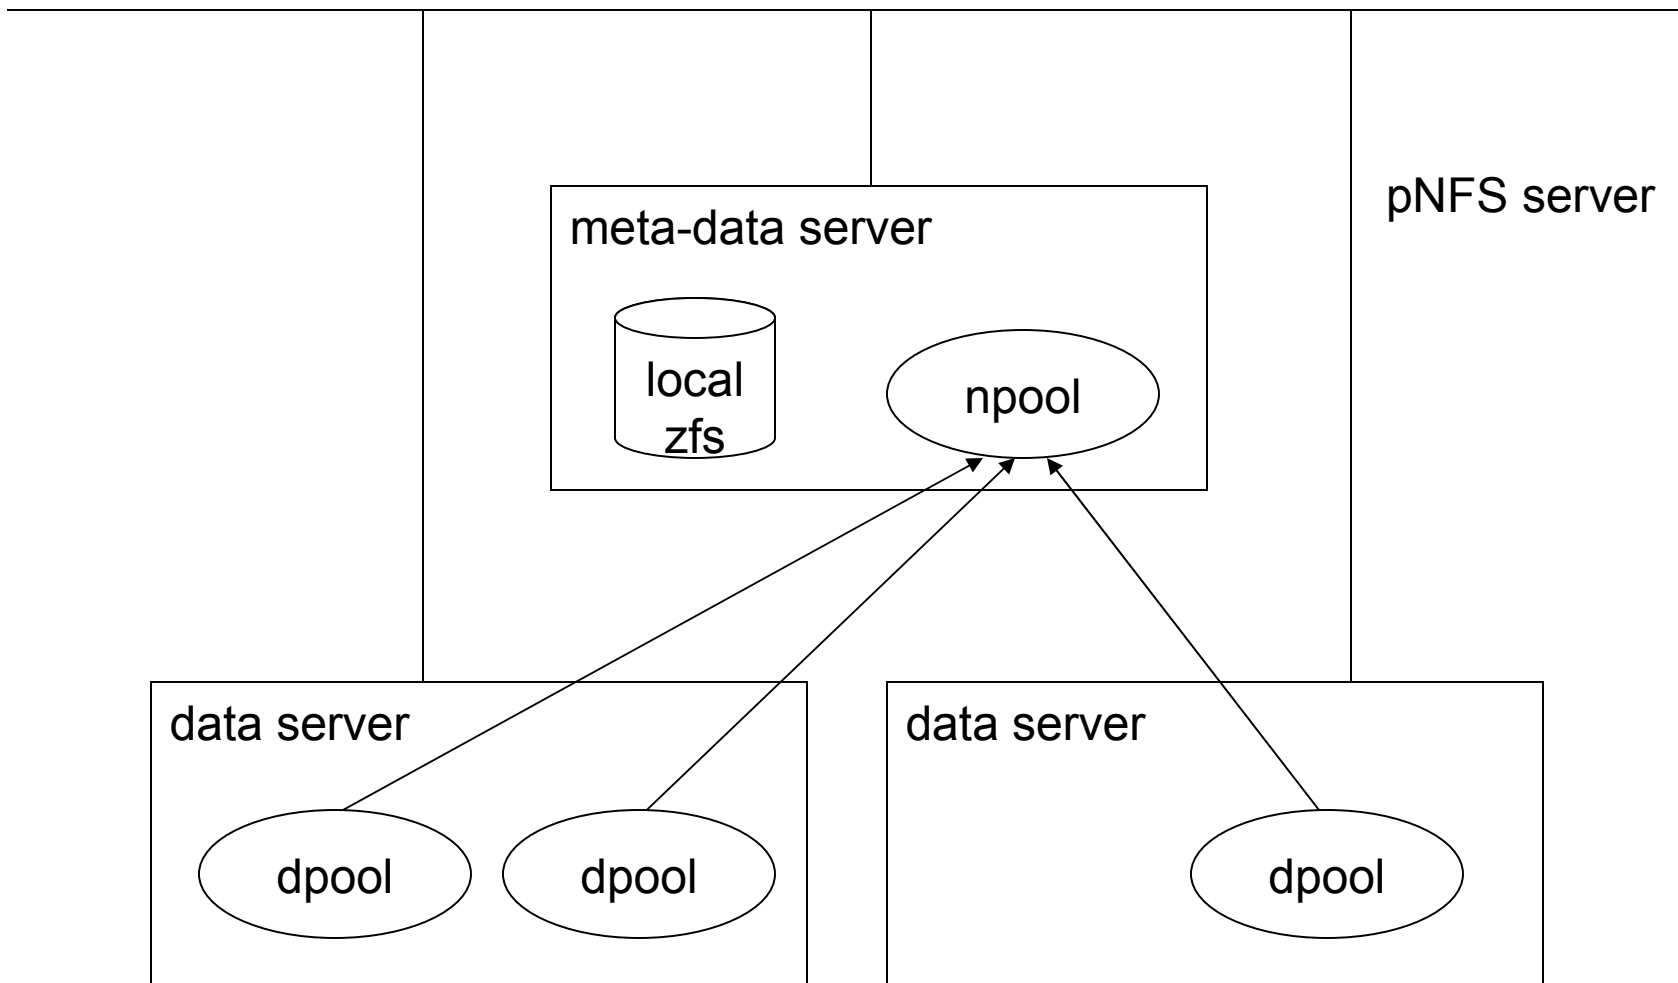 pNFS server
meta-data server
local
zfs
npool
data server
data server
dpool
dpool
dpool